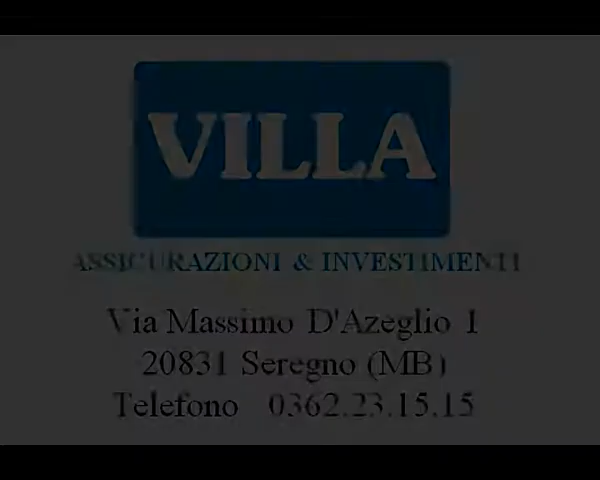 VILLA
ASSICURAZIONI & INVESTIMENTI
Via Massimo D'Azeglio 1
20831 Seregno (MB)
Telefono 0362.23.15.15